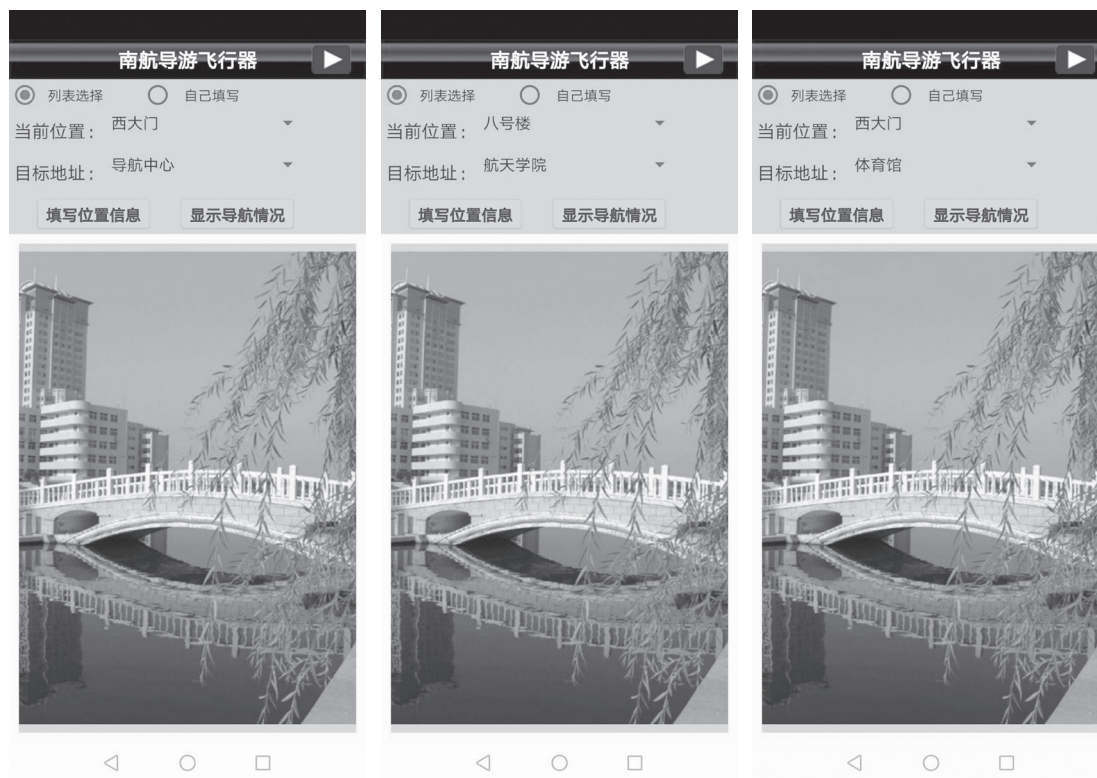 南航导游飞行器
列表选择 自己填写
当前位置： 西大门
目标地址： 导航中心
填写位置信息 显示导航情况
南航导游飞行器
列表选择 自己填写
当前位置： 八号楼
目标地址： 航天学院
填写位置信息 显示导航情况
南航导游飞行器
列表选择 自己填写
当前位置： 西大门
目标地址： 体育馆
填写位置信息 显示导航情况